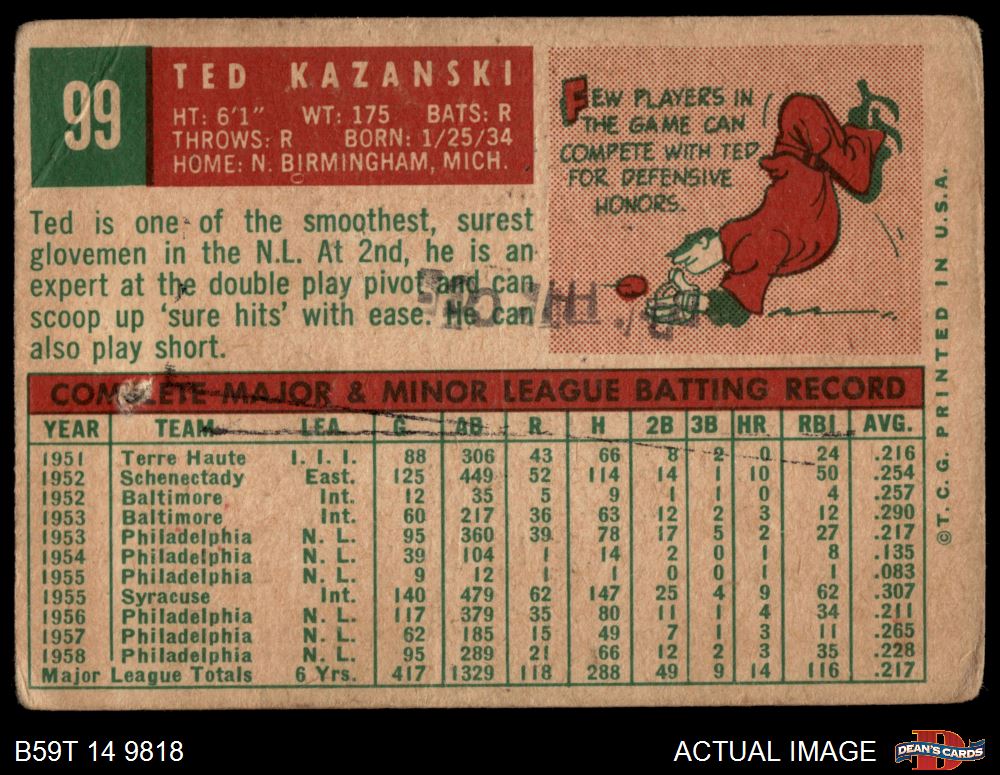 99
TED KAZANSKI
HT: 6'1" WT: 175 BATS: R
THROWS: R BORN: 1/25/34
HOME: N. BIRMINGHAM, MICH.
Ted is one of the smoothest, surest
glovemen in the N.L. At 2nd, he is an
expert at the double play pivot and can
scoop up 'sure hits' with ease. He can
also play short.
FEW PLAYERS IN
THE GAME CAN
COMPETE WITH TED
FOR DEFENSIVE
HONORS.
COMPLETE MAJOR & MINOR LEAGUE BATTING RECORD
YEAR TEAM LEA. G AB R H 2B 3B HR RBI AVG.
1951 Terre Haute I. I. I. 88 306 43 66 8 2 0 24 .216
1952 Schenectady East. 125 449 52 114 14 1 10 50 .254
1952 Baltimore Int. 12 35 5 9 1 1 0 4 .257
1953 Baltimore Int. 60 217 36 63 12 2 3 12 .290
1953 Philadelphia N. L. 95 360 39 78 17 5 2 27 .217
1954 Philadelphia N. L. 39 104 1 14 2 0 1 8 .135
1955 Philadelphia N. L. 9 12 1 1 0 0 1 1 .083
1955 Syracuse Int. 140 479 62 147 25 4 9 62 .307
1956 Philadelphia N. L. 117 379 35 80 11 1 4 34 .211
1957 Philadelphia N. L. 62 185 15 49 7 1 3 11 .265
1958 Philadelphia N. L. 95 289 21 66 12 2 3 35 .228
Major League Totals 6 Yrs. 417 1329 118 288 49 9 14 116 .217
©T. C. G. PRINTED IN U.S.A.
B59T 14 9818
ACTUAL IMAGE
DEAN'S CARDS